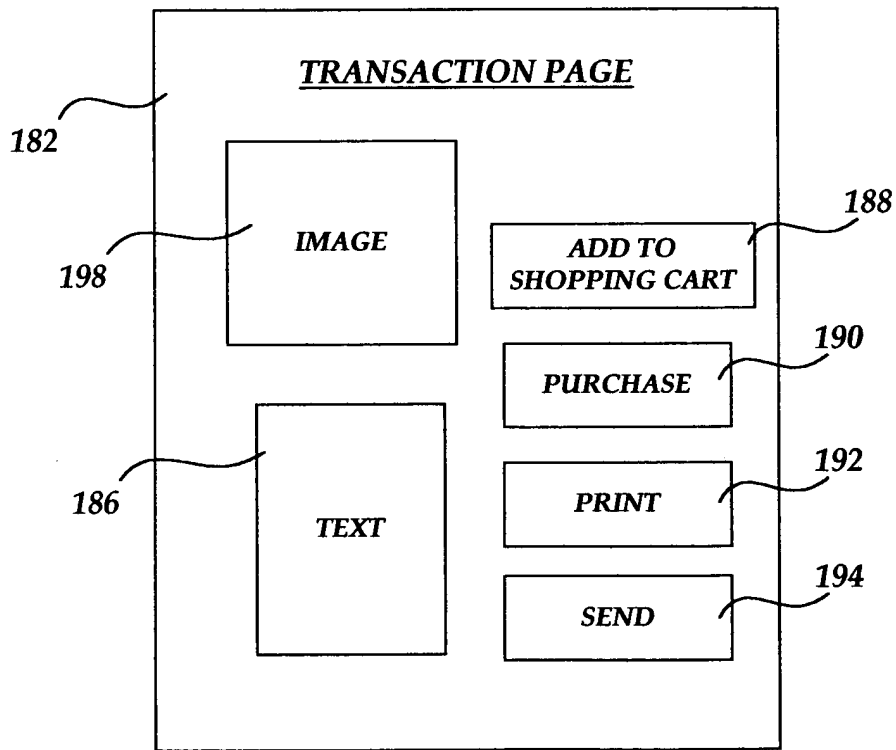 TRANSACTION PAGE
182
198
IMAGE
188
ADD TO
SHOPPING CART
190
PURCHASE
186
TEXT
192
PRINT
194
SEND